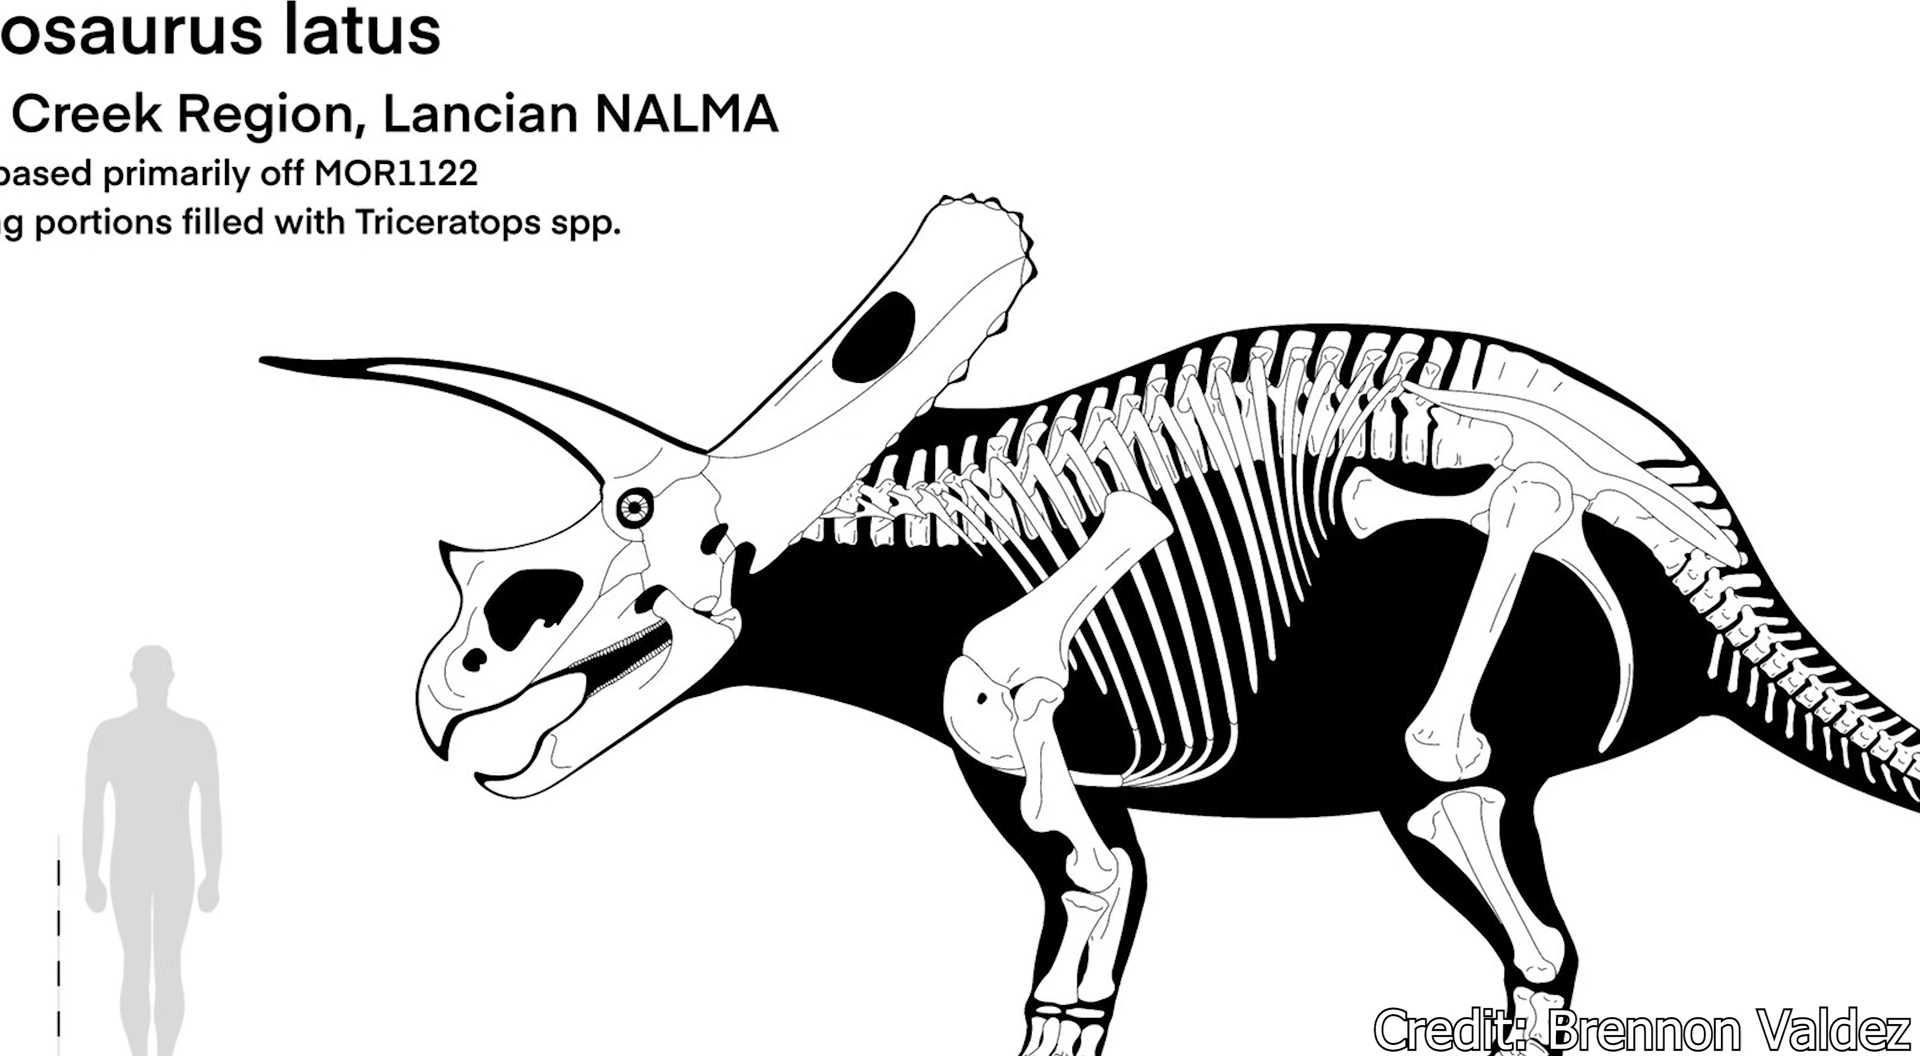 osaurus latus
Creek Region, Lancian NALMA
based primarily off MOR1122
g portions filled with Triceratops spp.
Credit: Brennon Valdez